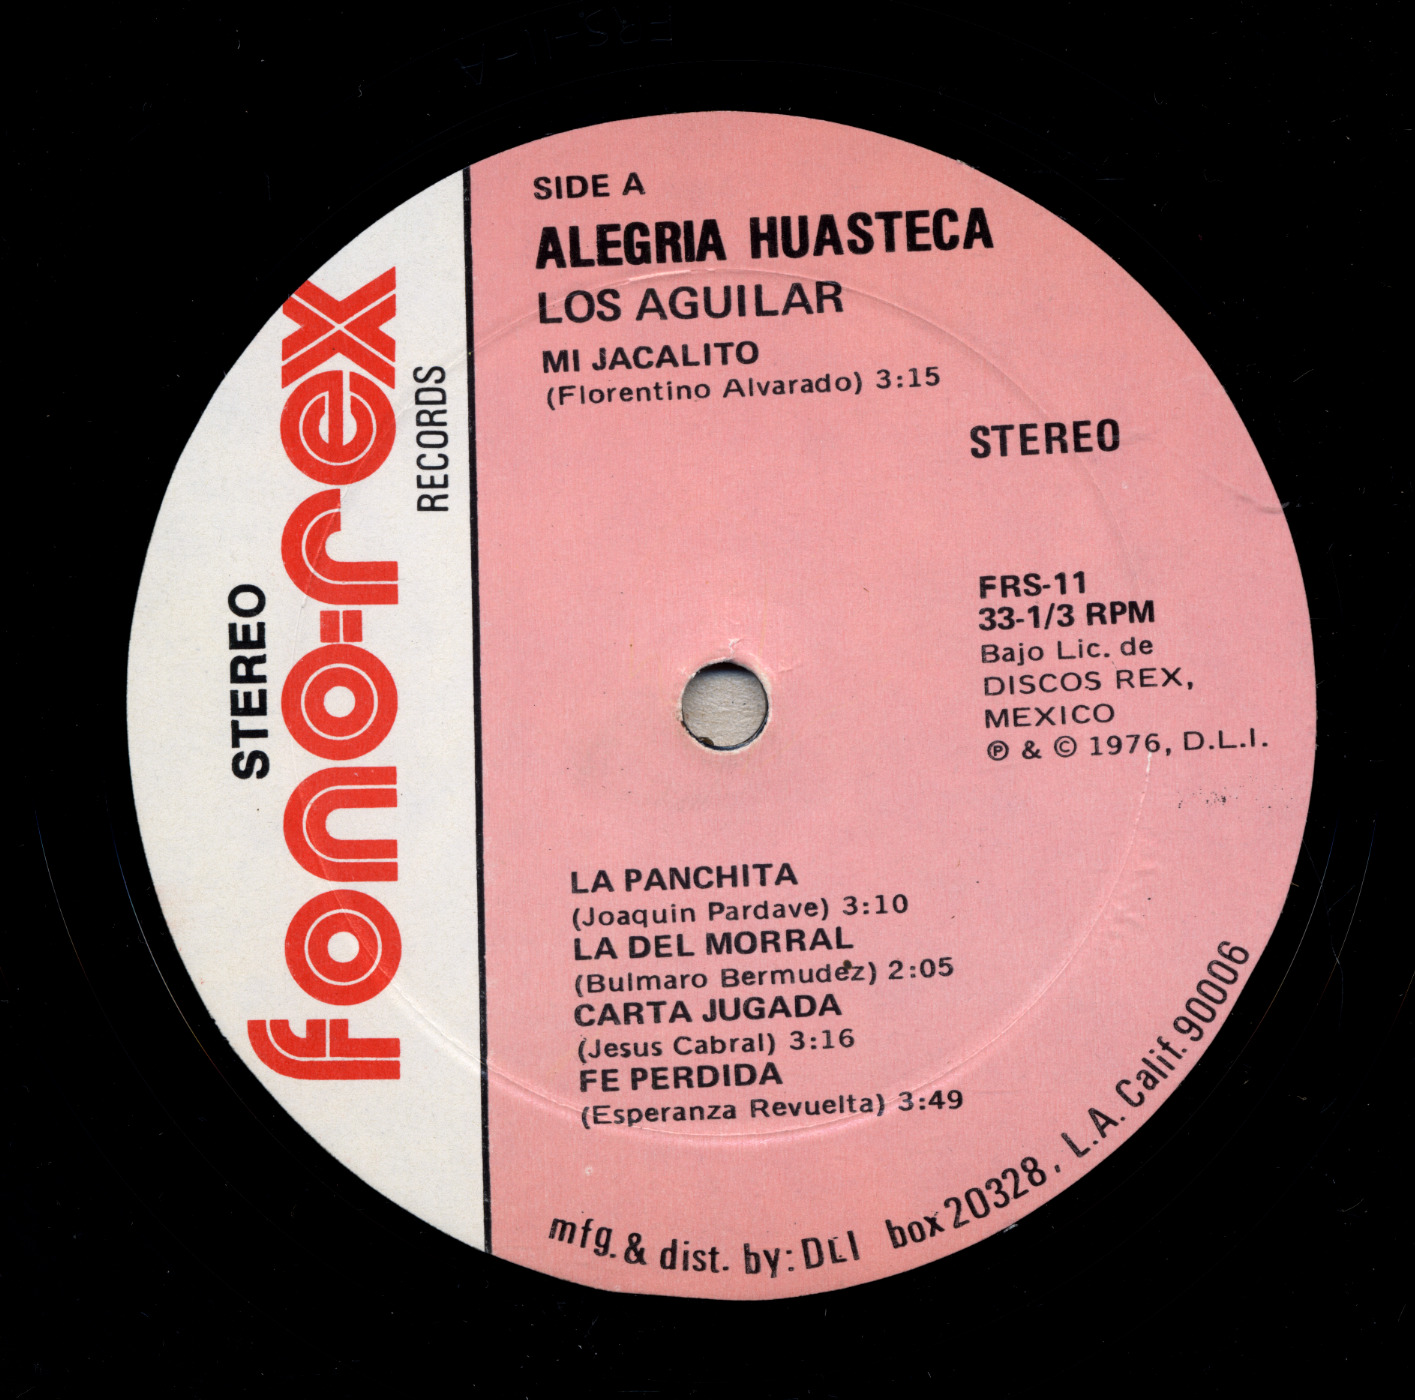 STEREO
fono-rex
RECORDS
SIDE A
ALEGRIA HUASTECA
LOS AGUILAR
MI JACALITO
(Florentino Alvarado) 3:15
STEREO
FRS-11
33-1/3 RPM
Bajo Lic. de
DISCOS REX,
MEXICO
℗ & © 1976, D.L.I.
LA PANCHITA
(Joaquin Pardave) 3:10
LA DEL MORRAL
(Bulmaro Bermudez) 2:05
CARTA JUGADA
(Jesus Cabral) 3:16
FE PERDIDA
(Esperanza Revuelta) 3:49
mfg. & dist. by: DLI box 20328, L.A. Calif. 90006